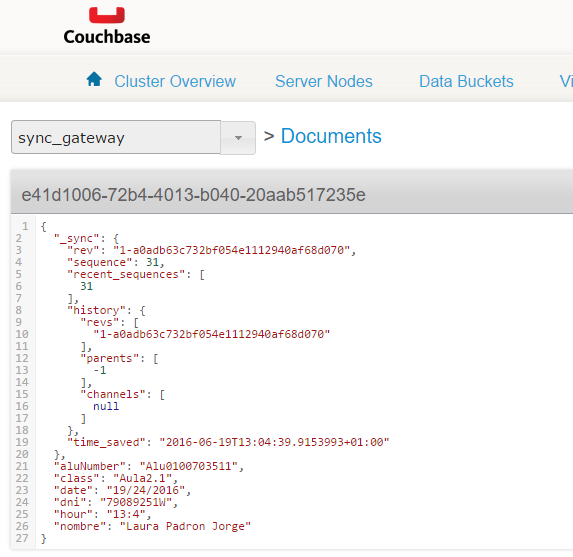 Couchbase
Cluster Overview Server Nodes Data Buckets Vi
sync_gateway > Documents
e41d1006-72b4-4013-b040-20aab517235e
1 {
2 "_sync": {
3 "rev": "1-a0adb63c732bf054e1112940af68d070",
4 "sequence": 31,
5 "recent_sequences": [
6 31
7 ],
8 "history": {
9 "revs": [
10 "1-a0adb63c732bf054e1112940af68d070"
11 ],
12 "parents": [
13 -1
14 ],
15 "channels": [
16 null
17 ]
18 },
19 "time_saved": "2016-06-19T13:04:39.9153993+01:00"
20 },
21 "aluNumber": "Alu0100703511",
22 "class": "Aula2.1",
23 "date": "19/24/2016",
24 "dni": "79089251W",
25 "hour": "13:4",
26 "nombre": "Laura Padron Jorge"
27 }